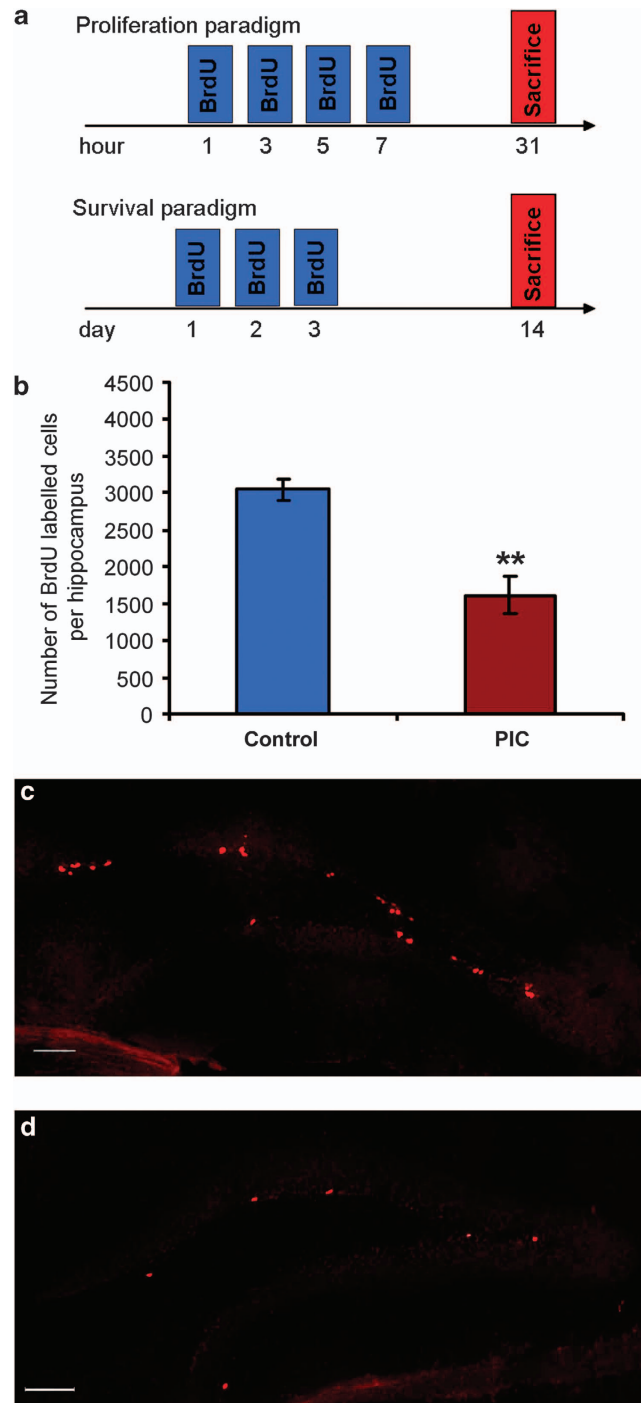 a
Proliferation paradigm
BrdU BrdU BrdU BrdU Sacrifice
hour 1 3 5 7 31
Survival paradigm
BrdU BrdU BrdU Sacrifice
day 1 2 3 14
b
Number of BrdU labelled cells
per hippocampus
4500
4000
3500
3000
2500
2000
1500
1000
500
0
**
Control PIC
c
d